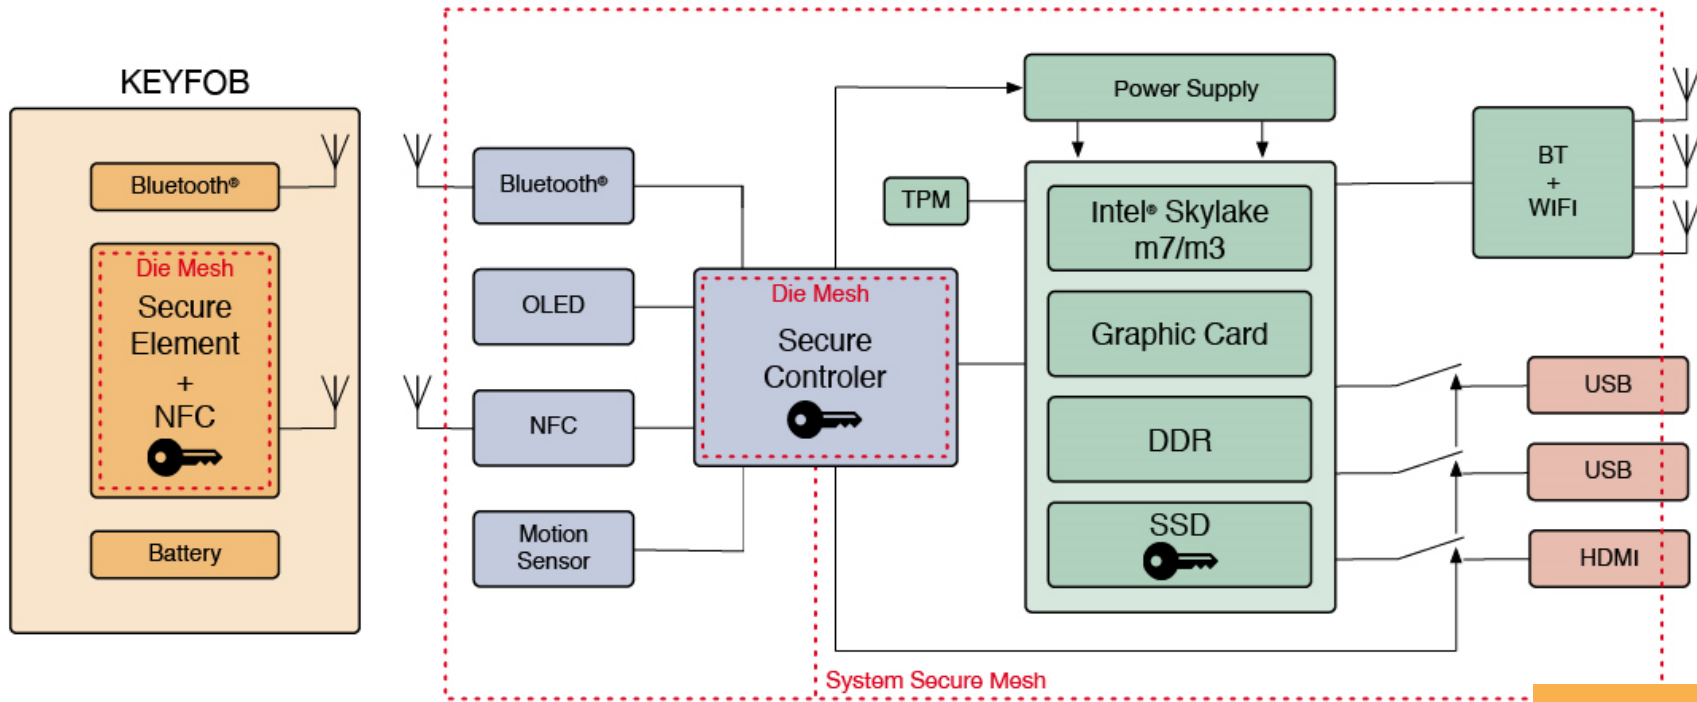 KEYFOB
Bluetooth®
Die Mesh
Secure
Element
+
NFC
Battery
Bluetooth®
OLED
NFC
Motion
Sensor
Die Mesh
Secure
Controler
Power Supply
TPM
Intel® Skylake
m7/m3
Graphic Card
DDR
SSD
BT
+
WIFI
USB
USB
HDMI
System Secure Mesh